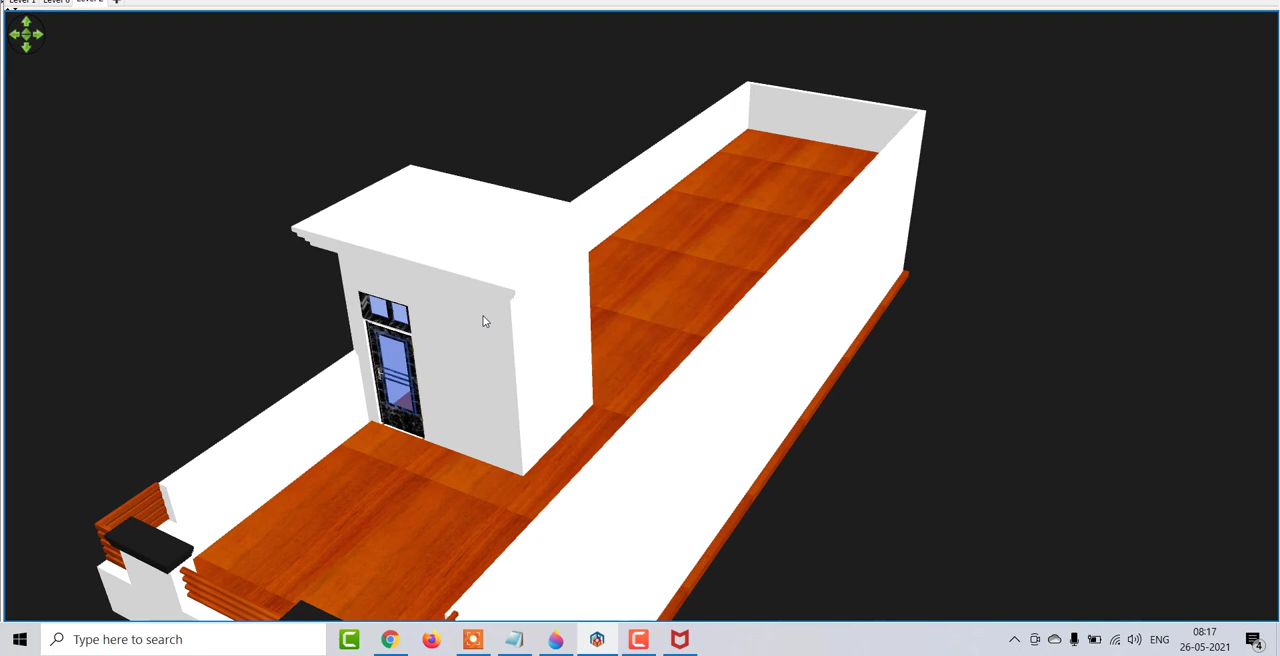 Level 1 Level 0 Level 2
Type here to search
ENG
08:17
26-05-2021
4